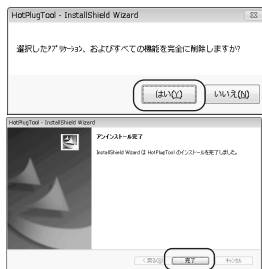 HotPlugTool - InstallShield Wizard
選択したｱﾌﾟﾘｹｰｼｮﾝ、およびすべての機能を完全に削除しますか?
はい(Y)
いいえ(N)
HotPlugTool - InstallShield Wizard
アンインストール完了
InstallShield Wizard は HotPlugTool のアンインストールを完了しました。
< 戻る(B)
完了
キャンセル